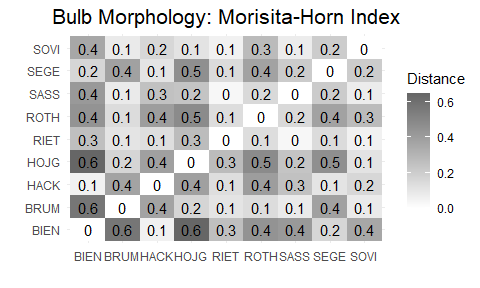 Bulb Morphology: Morisita-Horn Index
SOVI 0.4 0.1 0.2 0.1 0.1 0.3 0.1 0.2 0
SEGE 0.2 0.4 0.1 0.5 0.1 0.4 0.2 0 0.2
SASS 0.4 0.1 0.3 0.2 0 0.2 0 0.2 0.1
ROTH 0.4 0.1 0.4 0.5 0.1 0 0.2 0.4 0.3
RIET 0.3 0.1 0.1 0.3 0 0.1 0 0.1 0.1
HOJG 0.6 0.2 0.4 0 0.3 0.5 0.2 0.5 0.1
HACK 0.1 0.4 0 0.4 0.1 0.4 0.3 0.1 0.2
BRUM 0.6 0 0.4 0.2 0.1 0.1 0.1 0.4 0.1
BIEN 0 0.6 0.1 0.6 0.3 0.4 0.4 0.2 0.4
BIEN BRUM HACK HOJG RIET ROTH SASS SEGE SOVI
Distance
0.6
0.4
0.2
0.0